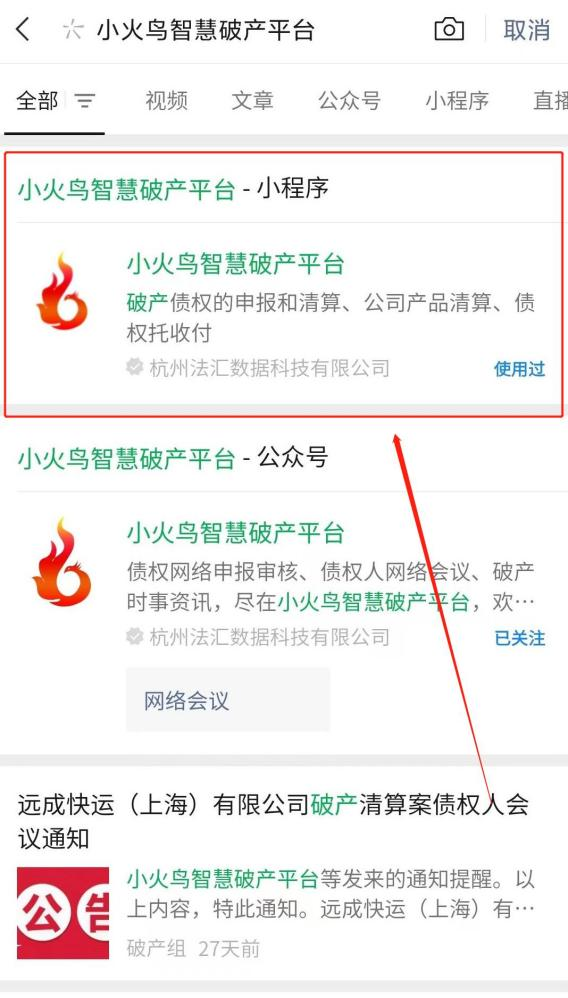 小火鸟智慧破产平台 取消
全部 视频 文章 公众号 小程序 直播
小火鸟智慧破产平台 - 小程序
小火鸟智慧破产平台
破产债权的申报和清算、公司产品清算、债
权托收付
杭州法汇数据科技有限公司 使用过
小火鸟智慧破产平台 - 公众号
小火鸟智慧破产平台
债权网络申报审核、债权人网络会议、破产
时事资讯，尽在小火鸟智慧破产平台，欢…
杭州法汇数据科技有限公司 已关注
网络会议
远成快运（上海）有限公司破产清算案债权人会
议通知
公告
小火鸟智慧破产平台等发来的通知提醒。以
上内容，特此通知。远成快运（上海）有…
破产组 27天前